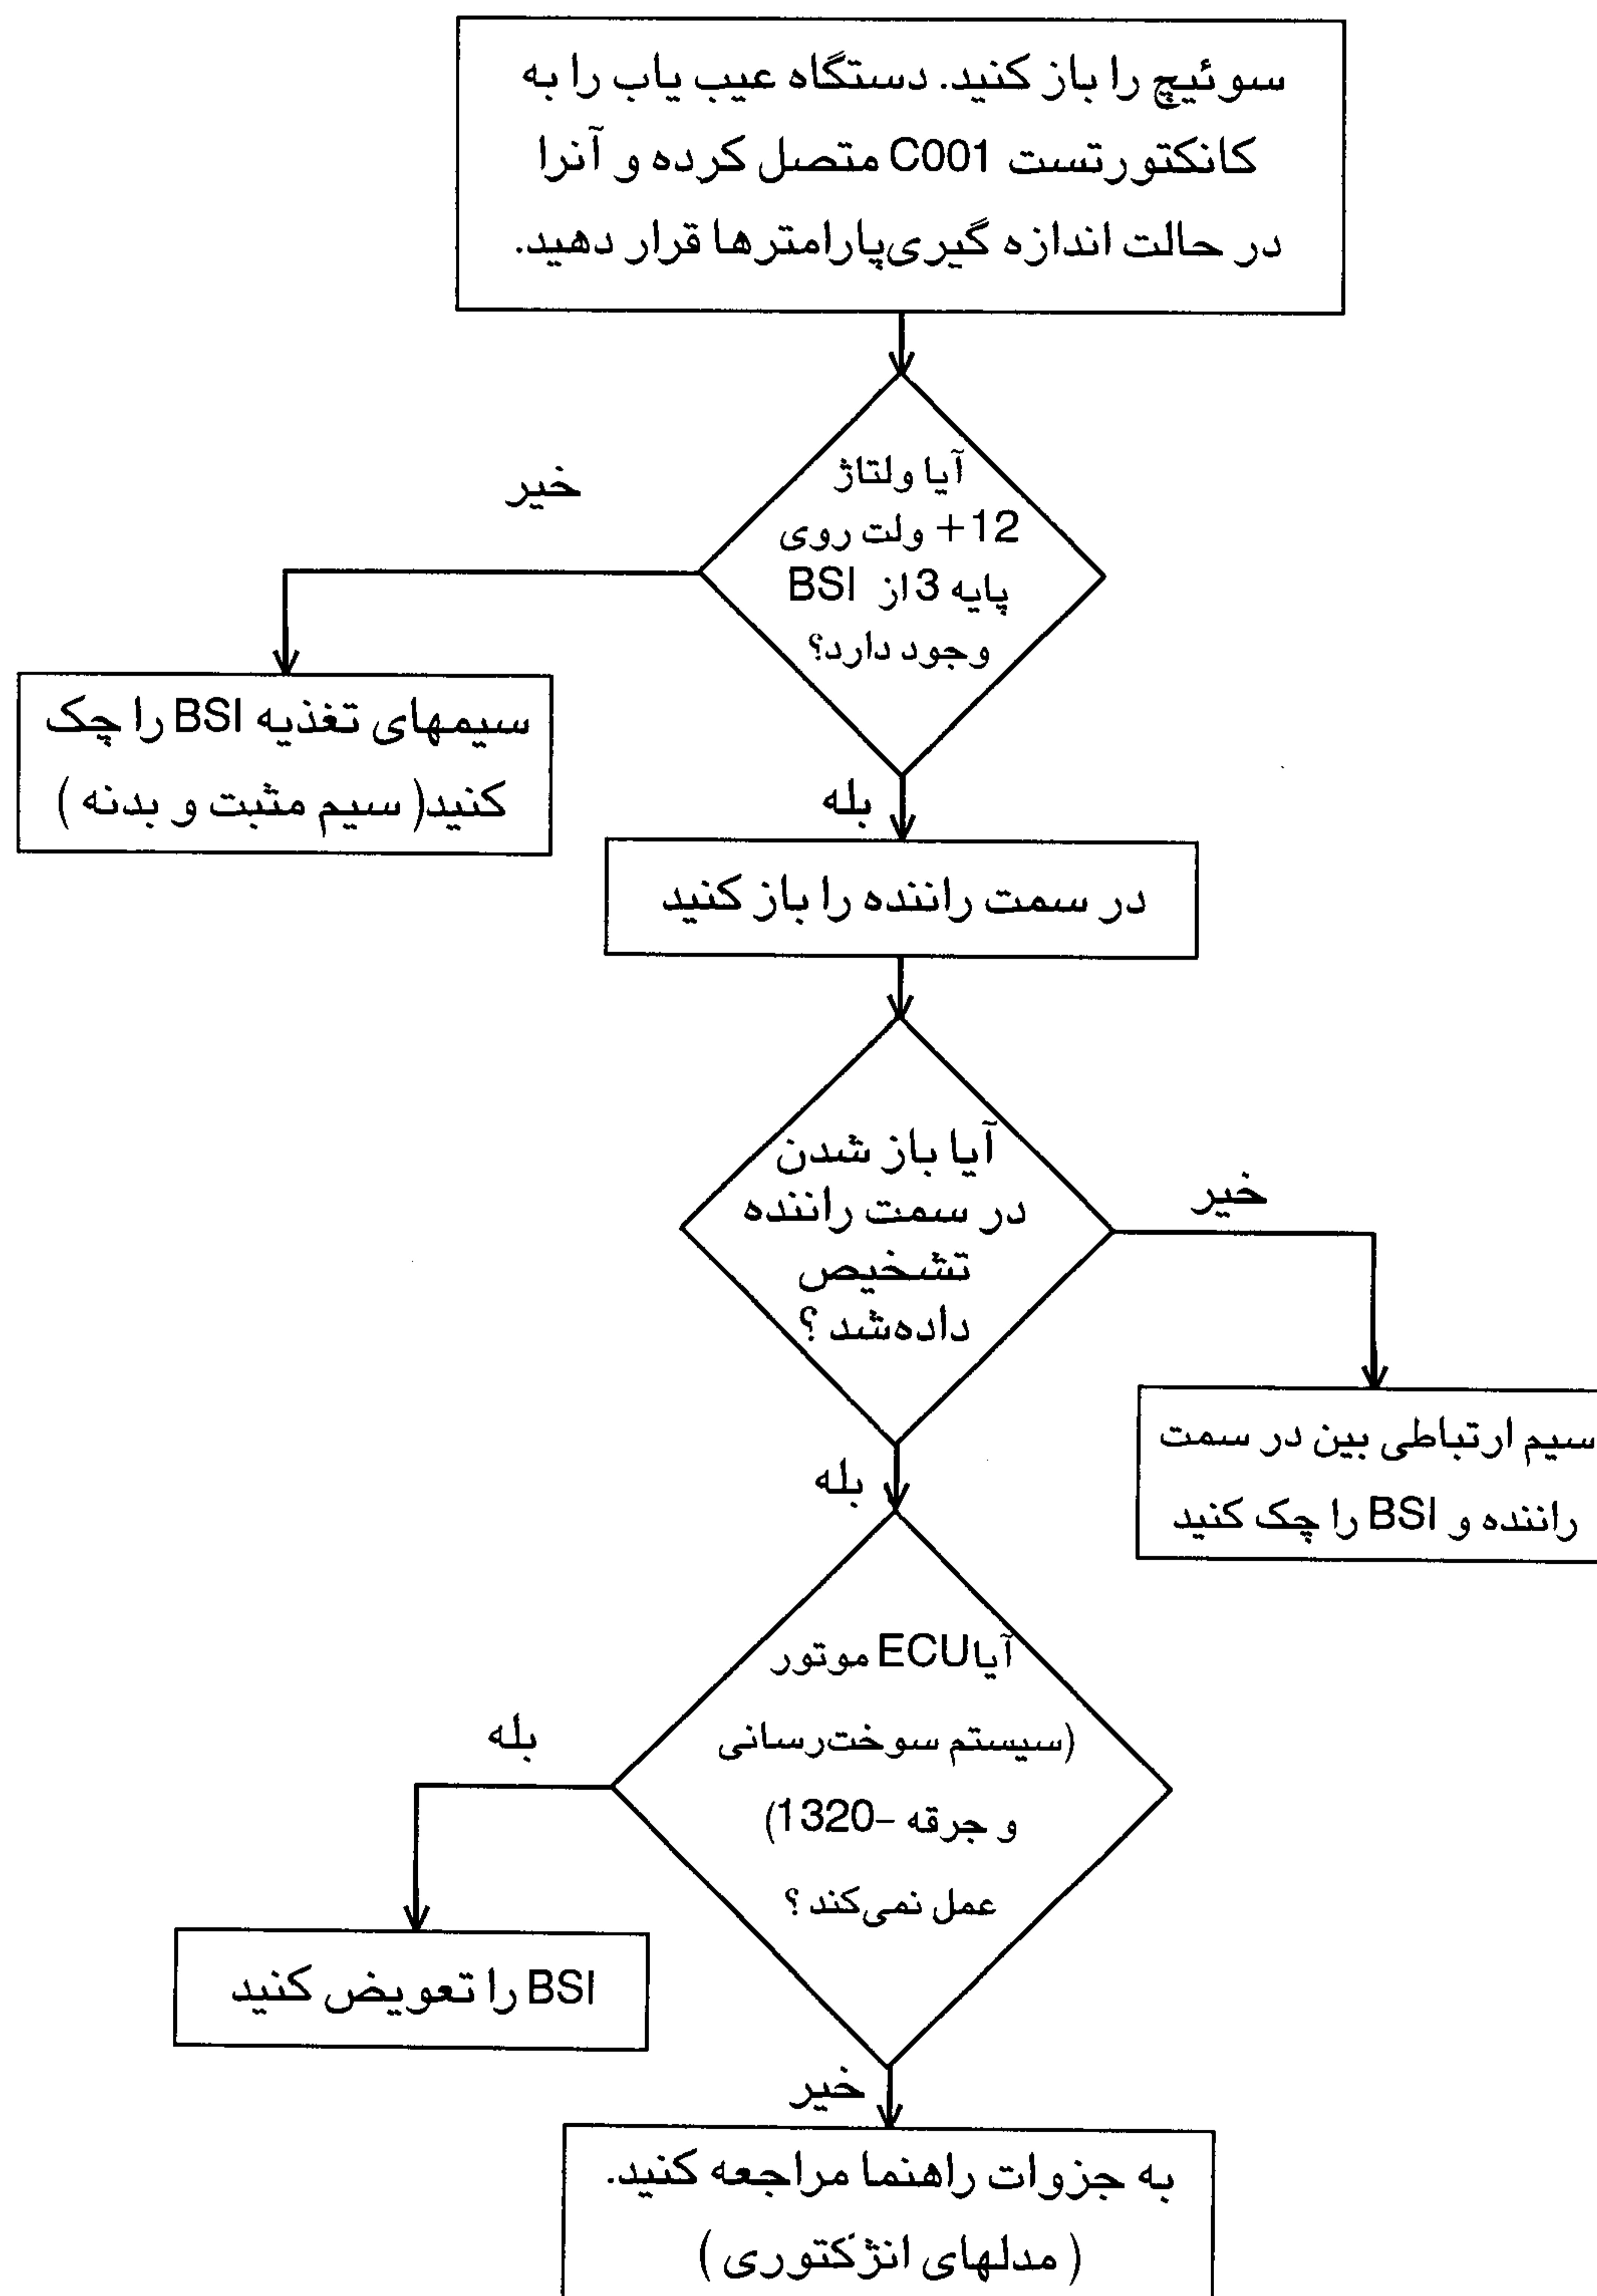 سوئیچ را باز کنید. دستگاه عیب یاب را به
کانکتورتست C001 متصل کرده و آنرا
در حالت اندازه گیری‌پارامترها قرار دهید.
آیا ولتاژ
+12 ولت روی
پایه 3 از BSI
وجود دارد؟
خیر
سیمهای تغذیه BSI را چک
کنید( سیم مثبت و بدنه )
بله
در سمت راننده را باز کنید
آیا باز شدن
در سمت راننده
تشخیص
داده‌شد ؟
خیر
سیم ارتباطی بین در سمت
راننده و BSI را چک کنید
بله
آیا ECU موتور
(سیستم سوخت‌رسانی
و جرقه –1320)
عمل نمی‌کند ؟
بله
BSI را تعویض کنید
خیر
به جزوات راهنما مراجعه کنید.
( مدلهای انژکتوری )